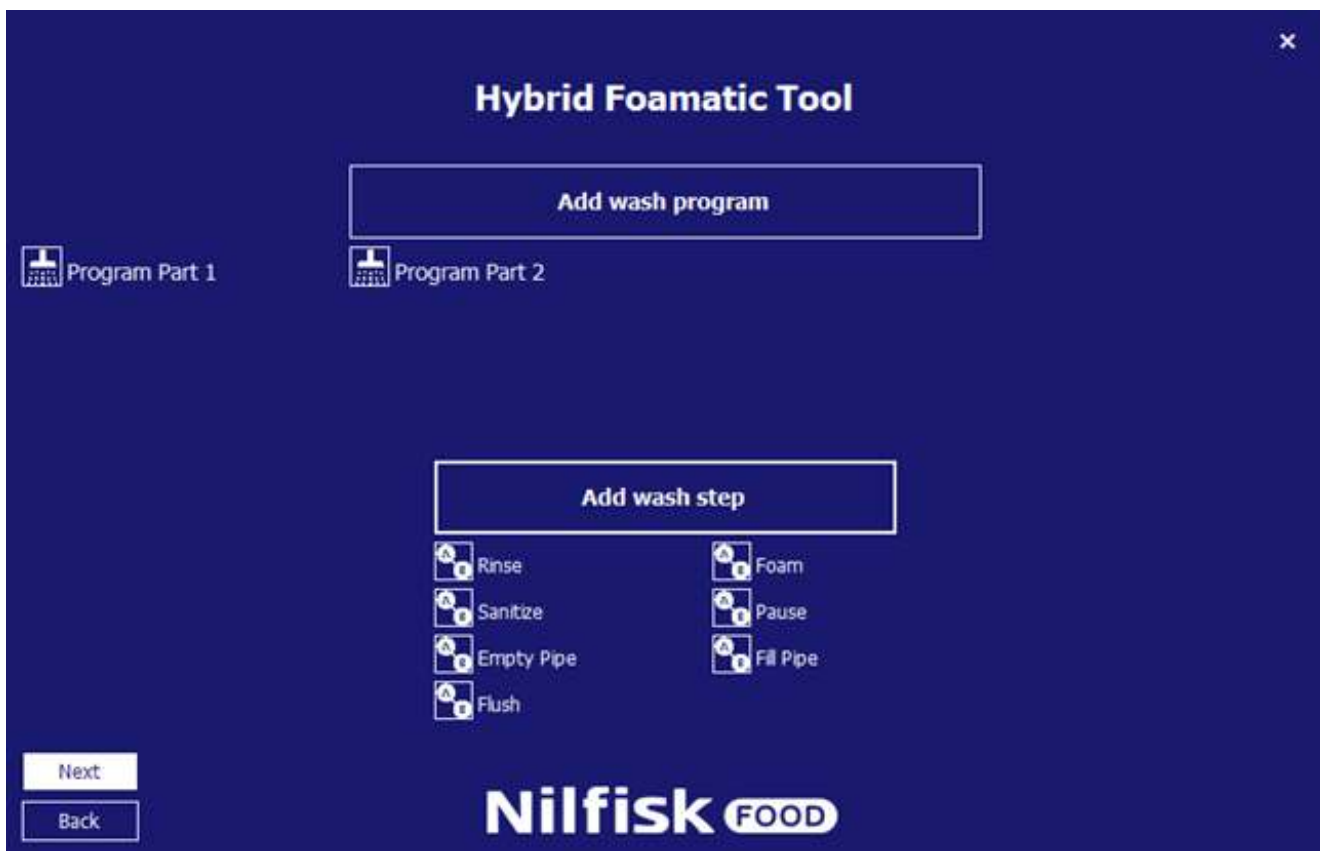 ×
Hybrid Foamatic Tool
Add wash program
Program Part 1 Program Part 2
Add wash step
A B Rinse A B Foam
A B Sanitize A B Pause
A B Empty Pipe A B Fill Pipe
A B Flush
Next
Back
Nilfisk FOOD